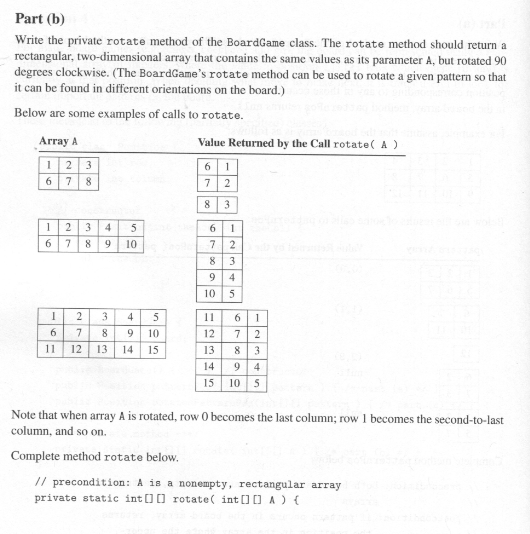 Part (b)
Write the private rotate method of the BoardGame class. The rotate method should return a
rectangular, two-dimensional array that contains the same values as its parameter A, but rotated 90
degrees clockwise. (The BoardGame's rotate method can be used to rotate a given pattern so that
it can be found in different orientations on the board.)
Below are some examples of calls to rotate.
Array A Value Returned by the Call rotate( A )
1 2 3 6 1
6 7 8 7 2
8 3
1 2 3 4 5 6 1
6 7 8 9 10 7 2
8 3
9 4
10 5
1 2 3 4 5 11 6 1
6 7 8 9 10 12 7 2
11 12 13 14 15 13 8 3
14 9 4
15 10 5
Note that when array A is rotated, row 0 becomes the last column; row 1 becomes the second-to-last
column, and so on.
Complete method rotate below.
// precondition: A is a nonempty, rectangular array
private static int[][] rotate( int[][] A ) {